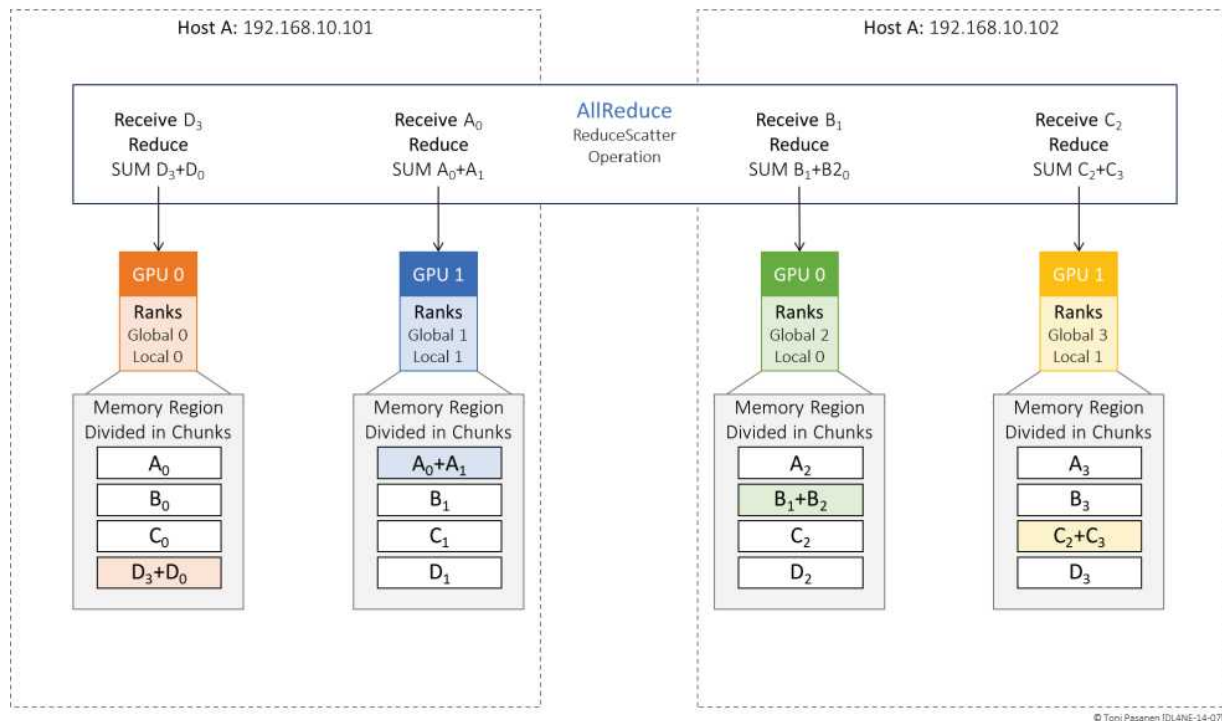 Host A: 192.168.10.101
Host A: 192.168.10.102
AllReduce
ReduceScatter
Operation
Receive D₃
Reduce
SUM D₃+D₀
Receive A₀
Reduce
SUM A₀+A₁
Receive B₁
Reduce
SUM B₁+B2₀
Receive C₂
Reduce
SUM C₂+C₃
GPU 0
Ranks
Global 0
Local 0
Memory Region
Divided in Chunks
A₀
B₀
C₀
D₃+D₀
GPU 1
Ranks
Global 1
Local 1
Memory Region
Divided in Chunks
A₀+A₁
B₁
C₁
D₁
GPU 0
Ranks
Global 2
Local 0
Memory Region
Divided in Chunks
A₂
B₁+B₂
C₂
D₂
GPU 1
Ranks
Global 3
Local 1
Memory Region
Divided in Chunks
A₃
B₃
C₂+C₃
D₃
© Toni Pasanen [DL4NE-14-07]